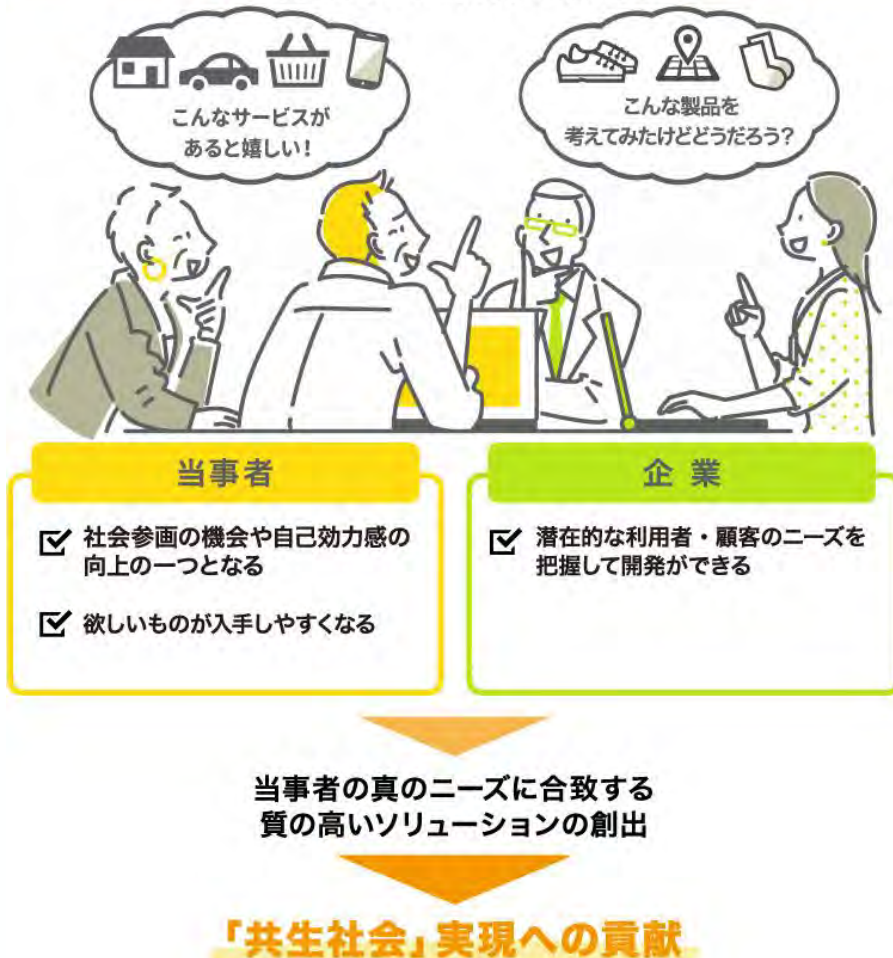 こんなサービスが
あると嬉しい！
こんな製品を
考えてみたけどどうだろう？
当事者
社会参画の機会や自己効力感の
向上の一つとなる
欲しいものが入手しやすくなる
企業
潜在的な利用者・顧客のニーズを
把握して開発ができる
当事者の真のニーズに合致する
質の高いソリューションの創出
「共生社会」実現への貢献